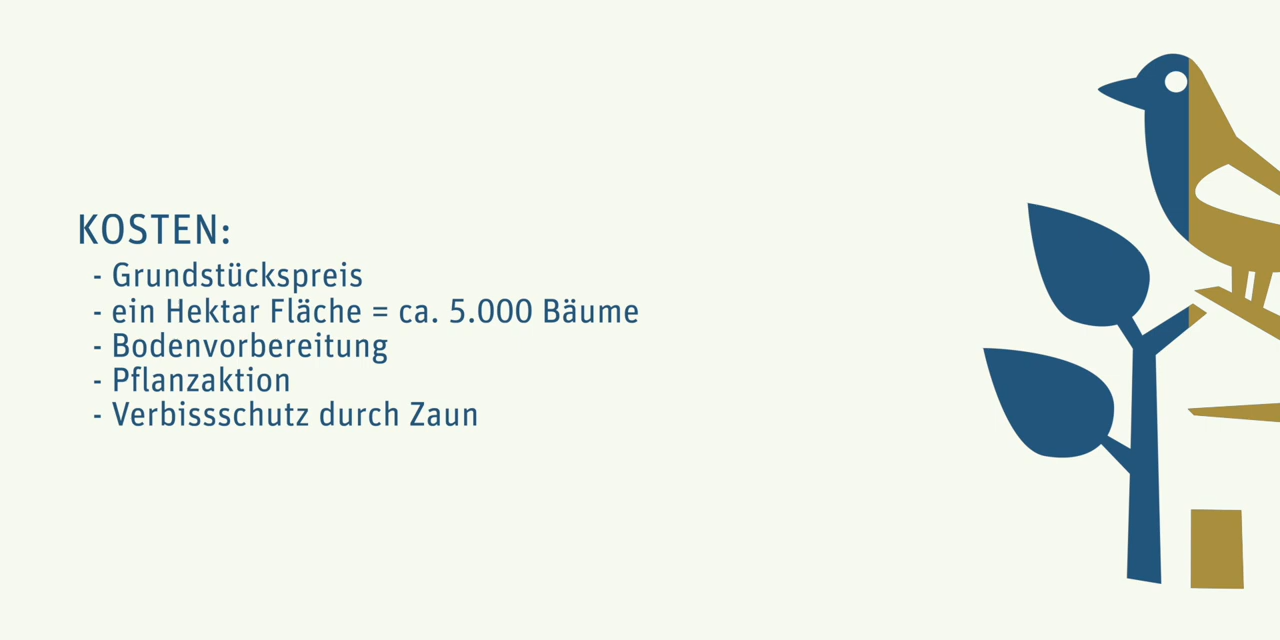 KOSTEN:
- Grundstückspreis
- ein Hektar Fläche = ca. 5.000 Bäume
- Bodenvorbereitung
- Pflanzaktion
- Verbissschutz durch Zaun